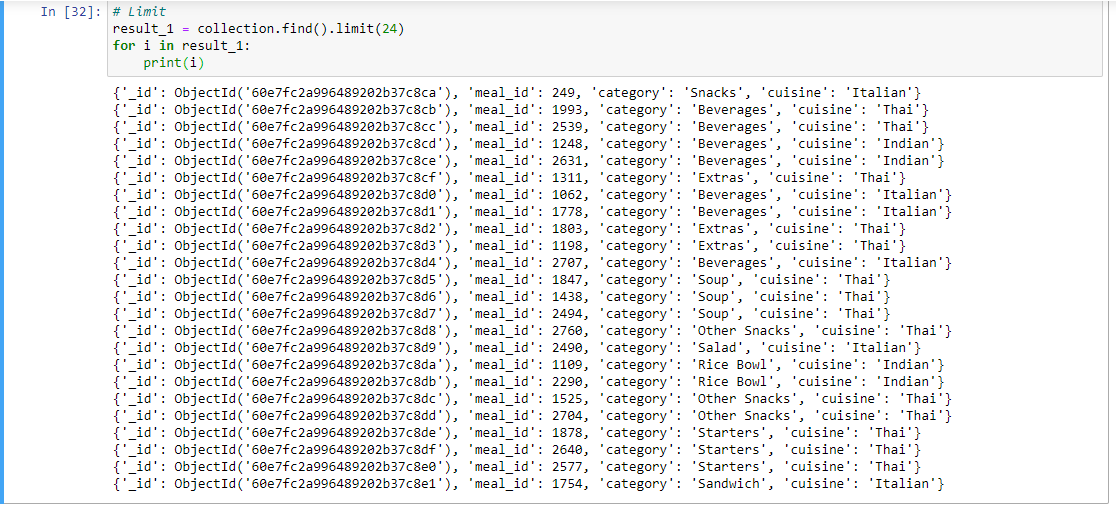 In [32]: # Limit
result_1 = collection.find().limit(24)
for i in result_1:
    print(i)
{'_id': ObjectId('60e7fc2a996489202b37c8ca'), 'meal_id': 249, 'category': 'Snacks', 'cuisine': 'Italian'}
{'_id': ObjectId('60e7fc2a996489202b37c8cb'), 'meal_id': 1993, 'category': 'Beverages', 'cuisine': 'Thai'}
{'_id': ObjectId('60e7fc2a996489202b37c8cc'), 'meal_id': 2539, 'category': 'Beverages', 'cuisine': 'Thai'}
{'_id': ObjectId('60e7fc2a996489202b37c8cd'), 'meal_id': 1248, 'category': 'Beverages', 'cuisine': 'Indian'}
{'_id': ObjectId('60e7fc2a996489202b37c8ce'), 'meal_id': 2631, 'category': 'Beverages', 'cuisine': 'Indian'}
{'_id': ObjectId('60e7fc2a996489202b37c8cf'), 'meal_id': 1311, 'category': 'Extras', 'cuisine': 'Thai'}
{'_id': ObjectId('60e7fc2a996489202b37c8d0'), 'meal_id': 1062, 'category': 'Beverages', 'cuisine': 'Italian'}
{'_id': ObjectId('60e7fc2a996489202b37c8d1'), 'meal_id': 1778, 'category': 'Beverages', 'cuisine': 'Italian'}
{'_id': ObjectId('60e7fc2a996489202b37c8d2'), 'meal_id': 1803, 'category': 'Extras', 'cuisine': 'Thai'}
{'_id': ObjectId('60e7fc2a996489202b37c8d3'), 'meal_id': 1198, 'category': 'Extras', 'cuisine': 'Thai'}
{'_id': ObjectId('60e7fc2a996489202b37c8d4'), 'meal_id': 2707, 'category': 'Beverages', 'cuisine': 'Italian'}
{'_id': ObjectId('60e7fc2a996489202b37c8d5'), 'meal_id': 1847, 'category': 'Soup', 'cuisine': 'Thai'}
{'_id': ObjectId('60e7fc2a996489202b37c8d6'), 'meal_id': 1438, 'category': 'Soup', 'cuisine': 'Thai'}
{'_id': ObjectId('60e7fc2a996489202b37c8d7'), 'meal_id': 2494, 'category': 'Soup', 'cuisine': 'Thai'}
{'_id': ObjectId('60e7fc2a996489202b37c8d8'), 'meal_id': 2760, 'category': 'Other Snacks', 'cuisine': 'Thai'}
{'_id': ObjectId('60e7fc2a996489202b37c8d9'), 'meal_id': 2490, 'category': 'Salad', 'cuisine': 'Italian'}
{'_id': ObjectId('60e7fc2a996489202b37c8da'), 'meal_id': 1109, 'category': 'Rice Bowl', 'cuisine': 'Indian'}
{'_id': ObjectId('60e7fc2a996489202b37c8db'), 'meal_id': 2290, 'category': 'Rice Bowl', 'cuisine': 'Indian'}
{'_id': ObjectId('60e7fc2a996489202b37c8dc'), 'meal_id': 1525, 'category': 'Other Snacks', 'cuisine': 'Thai'}
{'_id': ObjectId('60e7fc2a996489202b37c8dd'), 'meal_id': 2704, 'category': 'Other Snacks', 'cuisine': 'Thai'}
{'_id': ObjectId('60e7fc2a996489202b37c8de'), 'meal_id': 1878, 'category': 'Starters', 'cuisine': 'Thai'}
{'_id': ObjectId('60e7fc2a996489202b37c8df'), 'meal_id': 2640, 'category': 'Starters', 'cuisine': 'Thai'}
{'_id': ObjectId('60e7fc2a996489202b37c8e0'), 'meal_id': 2577, 'category': 'Starters', 'cuisine': 'Thai'}
{'_id': ObjectId('60e7fc2a996489202b37c8e1'), 'meal_id': 1754, 'category': 'Sandwich', 'cuisine': 'Italian'}